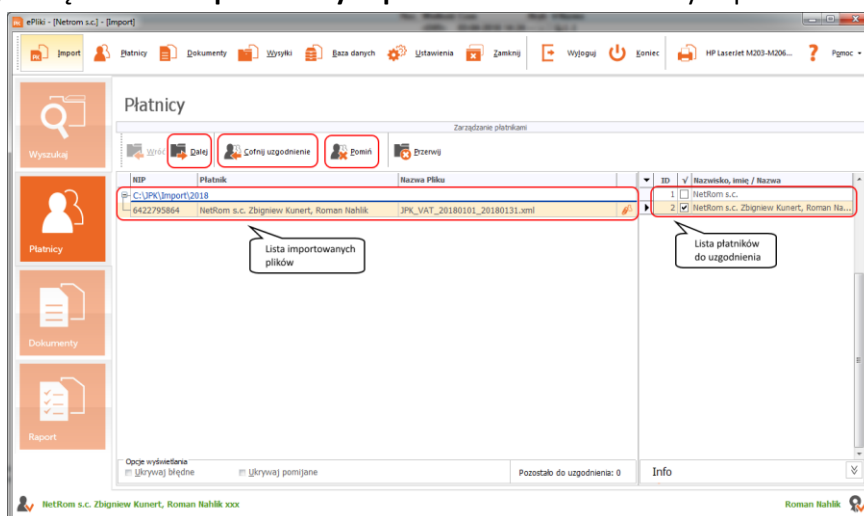 ePliki - [Netrom s.c.] - [Import]
Import Płatnicy Dokumenty Wysyłki Baza danych Ustawienia Zamknij Wyloguj Koniec HP LaserJet M203-M206... Pomoc
Płatnicy
Zarządzanie płatnikami
Wróć Dalej Cofnij uzgodnienie Pomiń Przerwij
Wyszukaj
Płatnicy
Dokumenty
Raport
NIP Płatnik Nazwa Pliku
C:\JPK\Import\2018
6422795864 NetRom s.c. Zbigniew Kunert, Roman Nahlik JPK_VAT_20180101_20180131.xml
ID √ Nazwisko, imię / Nazwa
1 NetRom s.c.
2 NetRom s.c. Zbigniew Kunert, Roman Na...
Lista importowanych
plików
Lista płatników
do uzgodnienia
Opcje wyświetlania
Ukrywaj błędne Ukrywaj pomijane
Pozostało do uzgodnienia: 0
Info
NetRom s.c. Zbigniew Kunert, Roman Nahlik xxx
Roman Nahlik